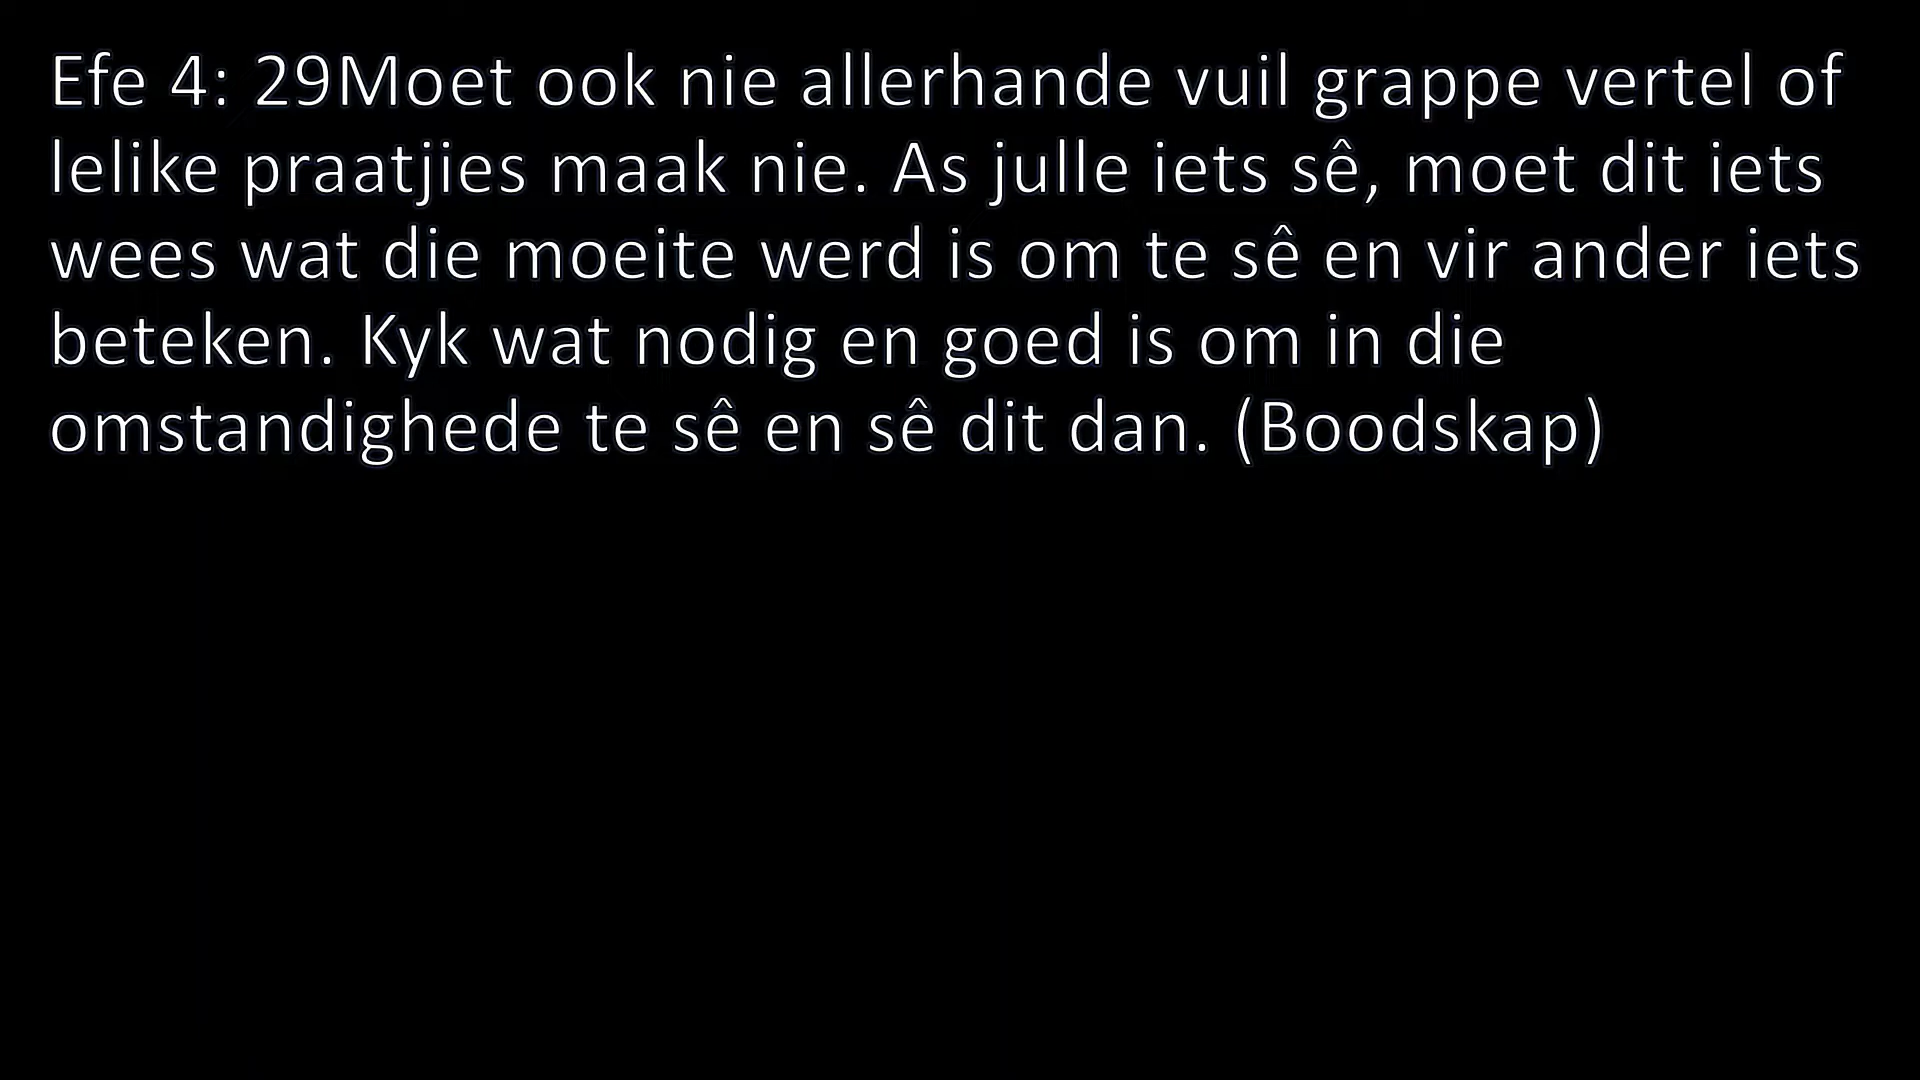 Efe 4: 29Moet ook nie allerhande vuil grappe vertel of
lelike praatjies maak nie. As julle iets sê, moet dit iets
wees wat die moeite werd is om te sê en vir ander iets
beteken. Kyk wat nodig en goed is om in die
omstandighede te sê en sê dit dan. (Boodskap)